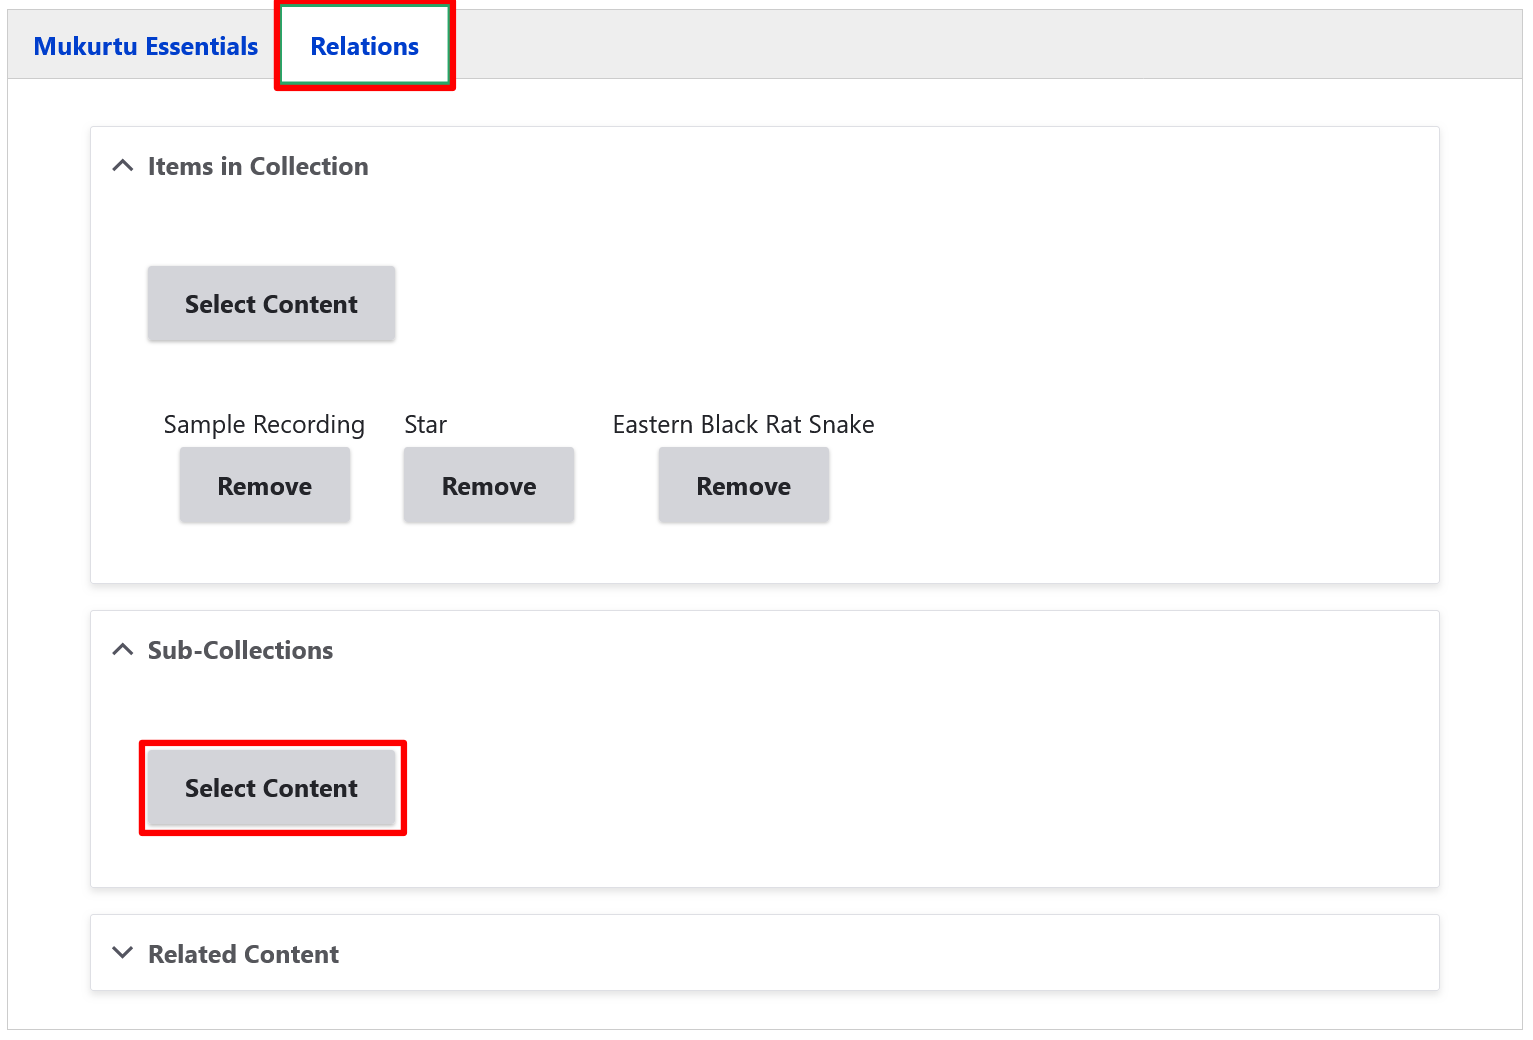 Mukurtu Essentials Relations
Items in Collection
Select Content
Sample Recording Star Eastern Black Rat Snake
Remove Remove Remove
Sub-Collections
Select Content
Related Content